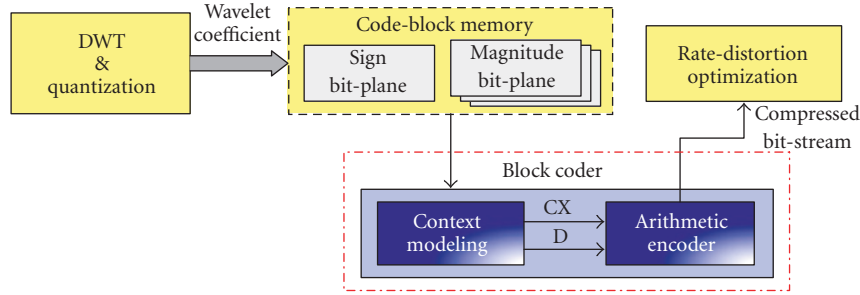 DWT
&
quantization
Wavelet
coefficient
Code-block memory
Sign
bit-plane
Magnitude
bit-plane
Rate-distortion
optimization
Compressed
bit-stream
Block coder
Context
modeling
CX
D
Arithmetic
encoder